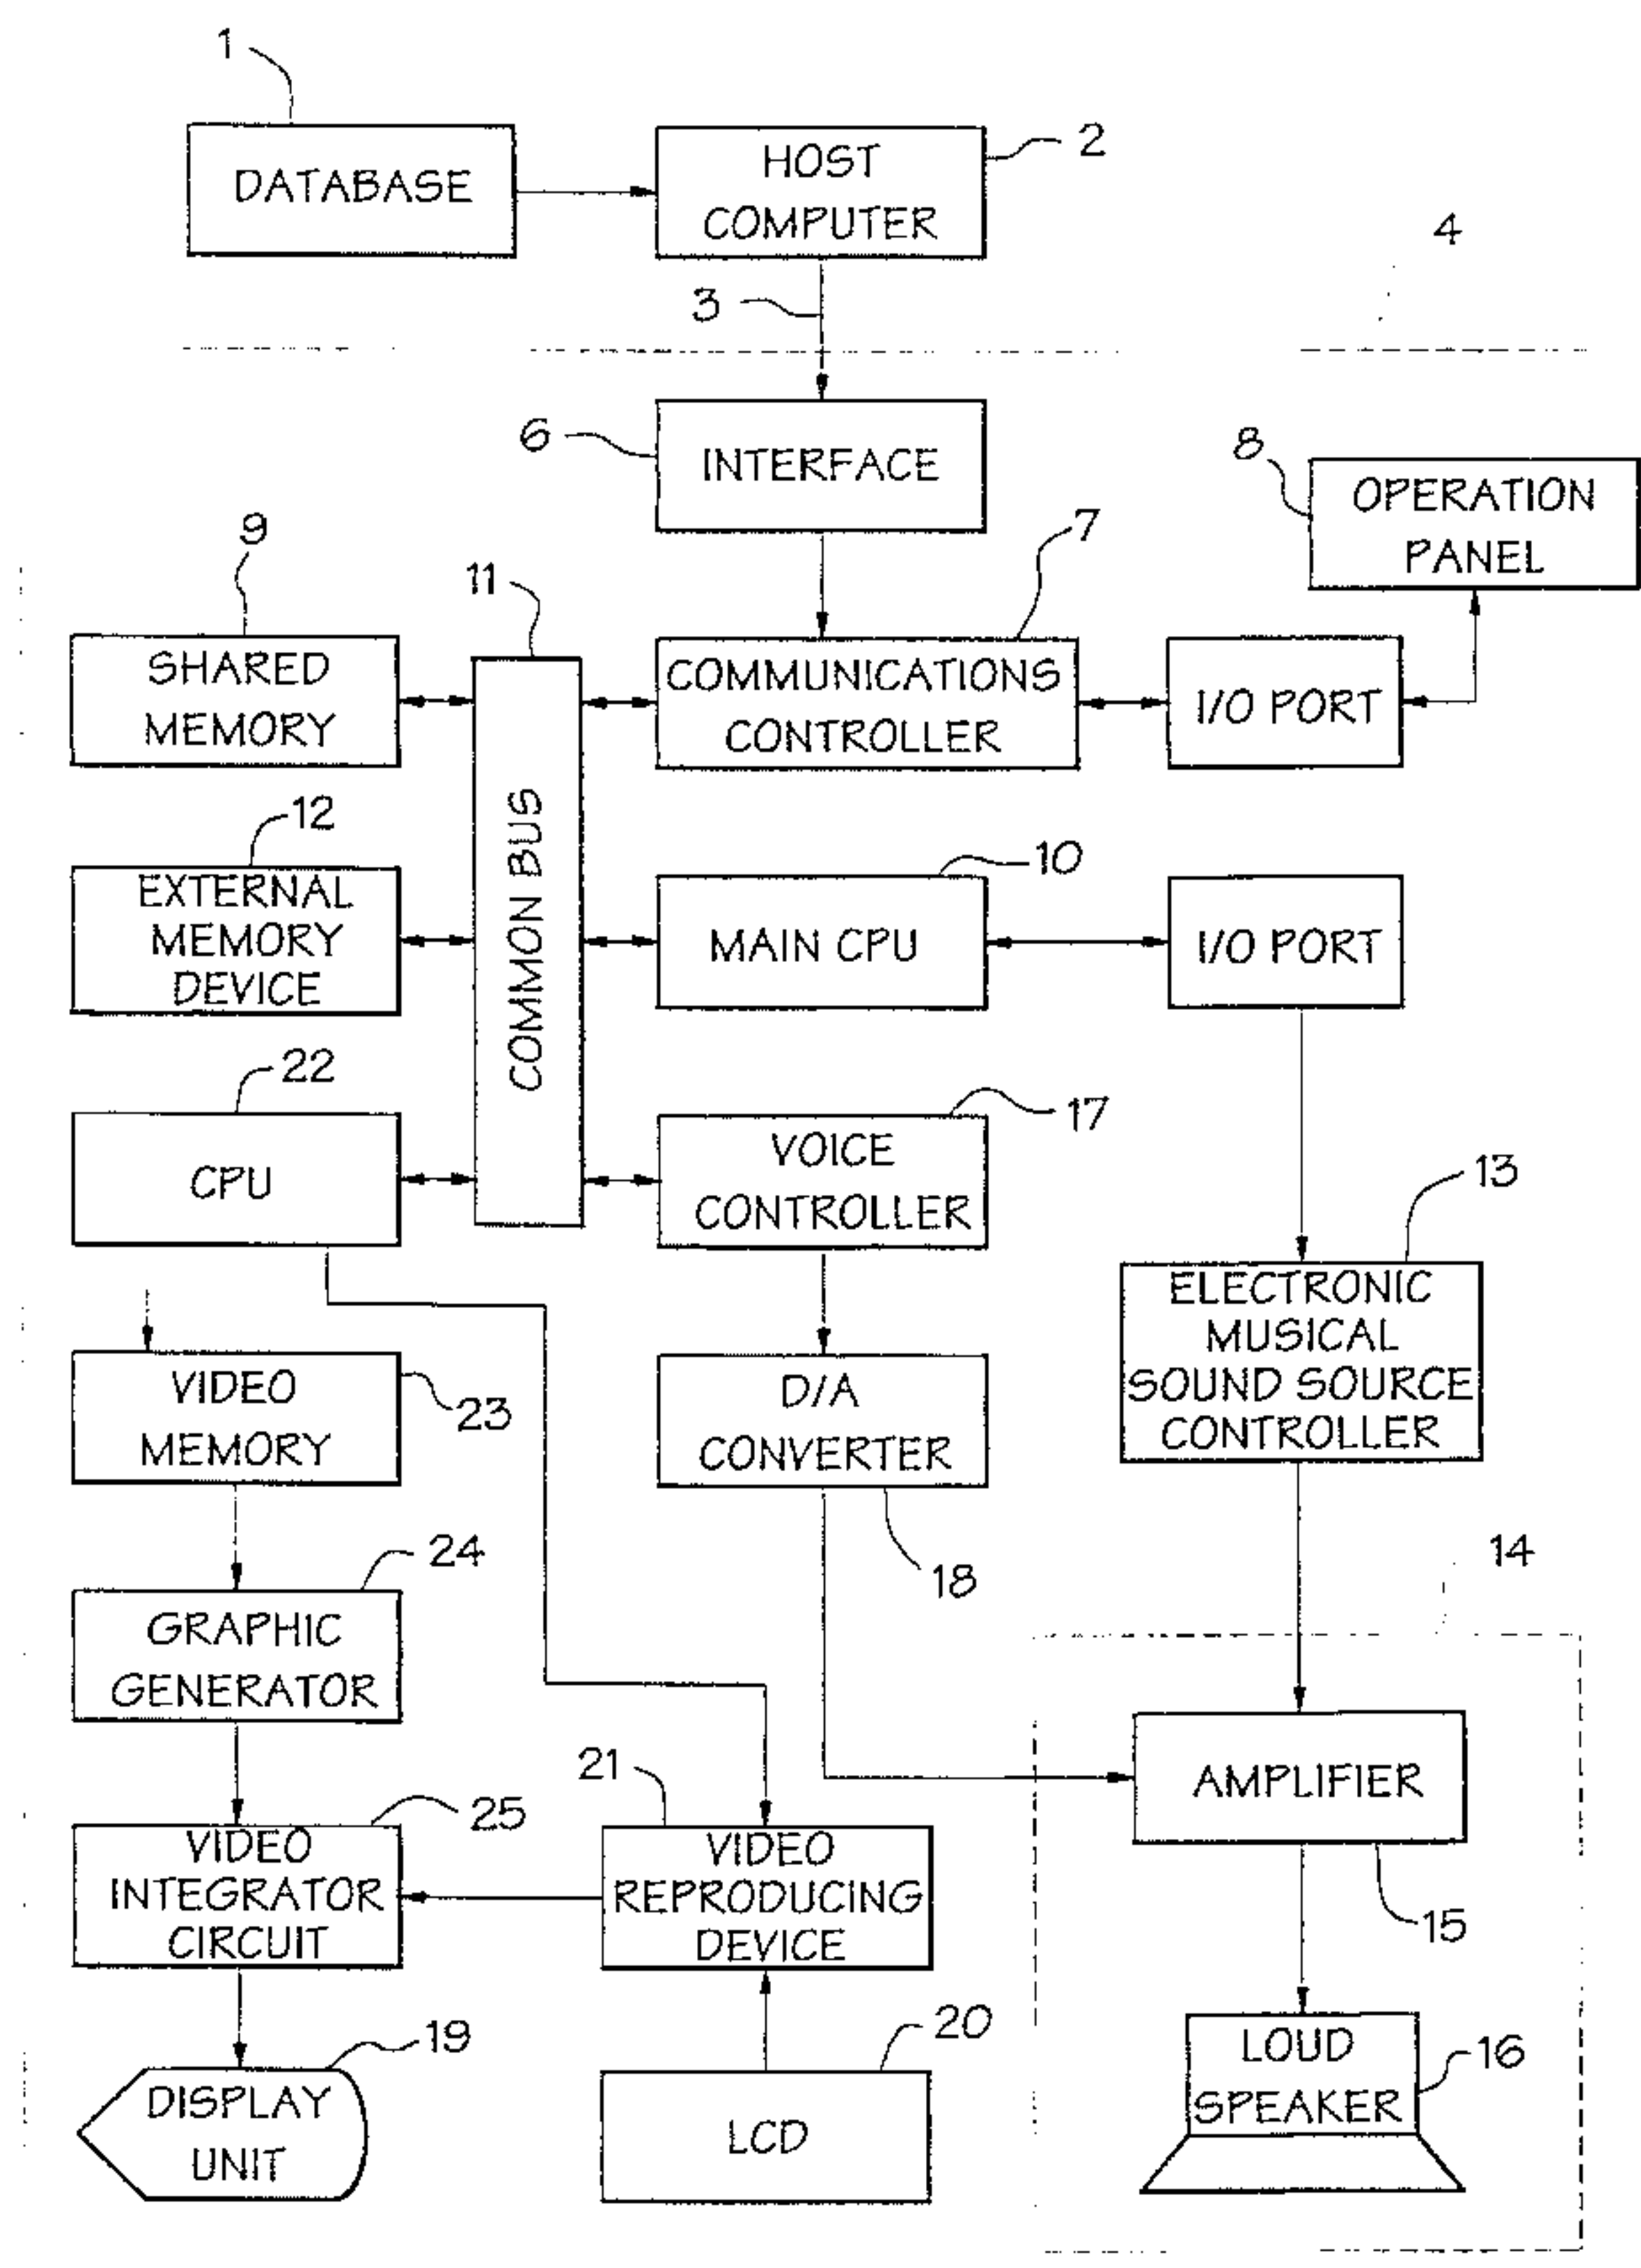 1
DATABASE
HOST
COMPUTER
2
3
4
6
INTERFACE
8
OPERATION
PANEL
9
SHARED
MEMORY
11
COMMON BUS
7
COMMUNICATIONS
CONTROLLER
I/O PORT
12
EXTERNAL
MEMORY
DEVICE
10
MAIN CPU
I/O PORT
22
CPU
17
VOICE
CONTROLLER
13
ELECTRONIC
MUSICAL
SOUND SOURCE
CONTROLLER
VIDEO
MEMORY
23
D/A
CONVERTER
18
24
GRAPHIC
GENERATOR
14
AMPLIFIER
15
25
VIDEO
INTEGRATOR
CIRCUIT
21
VIDEO
REPRODUCING
DEVICE
19
DISPLAY
UNIT
20
LCD
LOUD
SPEAKER
16